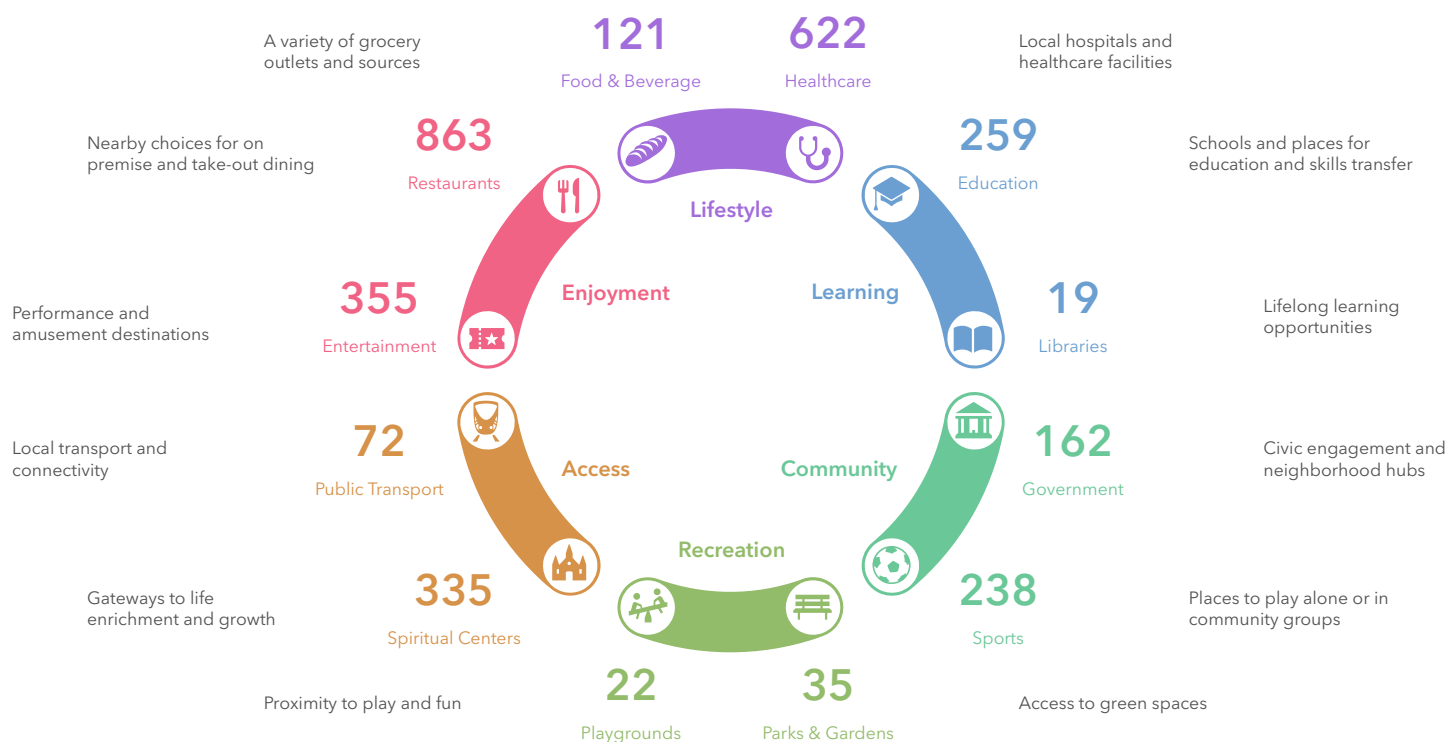 A variety of grocery
outlets and sources
121
Food & Beverage
622
Healthcare
Local hospitals and
healthcare facilities
Nearby choices for on
premise and take-out dining
863
Restaurants
Lifestyle
259
Education
Schools and places for
education and skills transfer
Performance and
amusement destinations
355
Entertainment
Enjoyment
Learning
19
Libraries
Lifelong learning
opportunities
Local transport and
connectivity
72
Public Transport
Access
Community
162
Government
Civic engagement and
neighborhood hubs
Gateways to life
enrichment and growth
335
Spiritual Centers
Recreation
238
Sports
Places to play alone or in
community groups
Proximity to play and fun
22
Playgrounds
35
Parks & Gardens
Access to green spaces